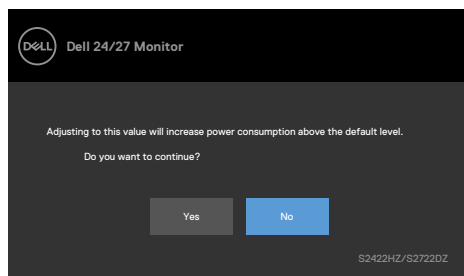 DELL
Dell 24/27 Monitor
Adjusting to this value will increase power consumption above the default level.
Do you want to continue?
Yes No
S2422HZ/S2722DZ